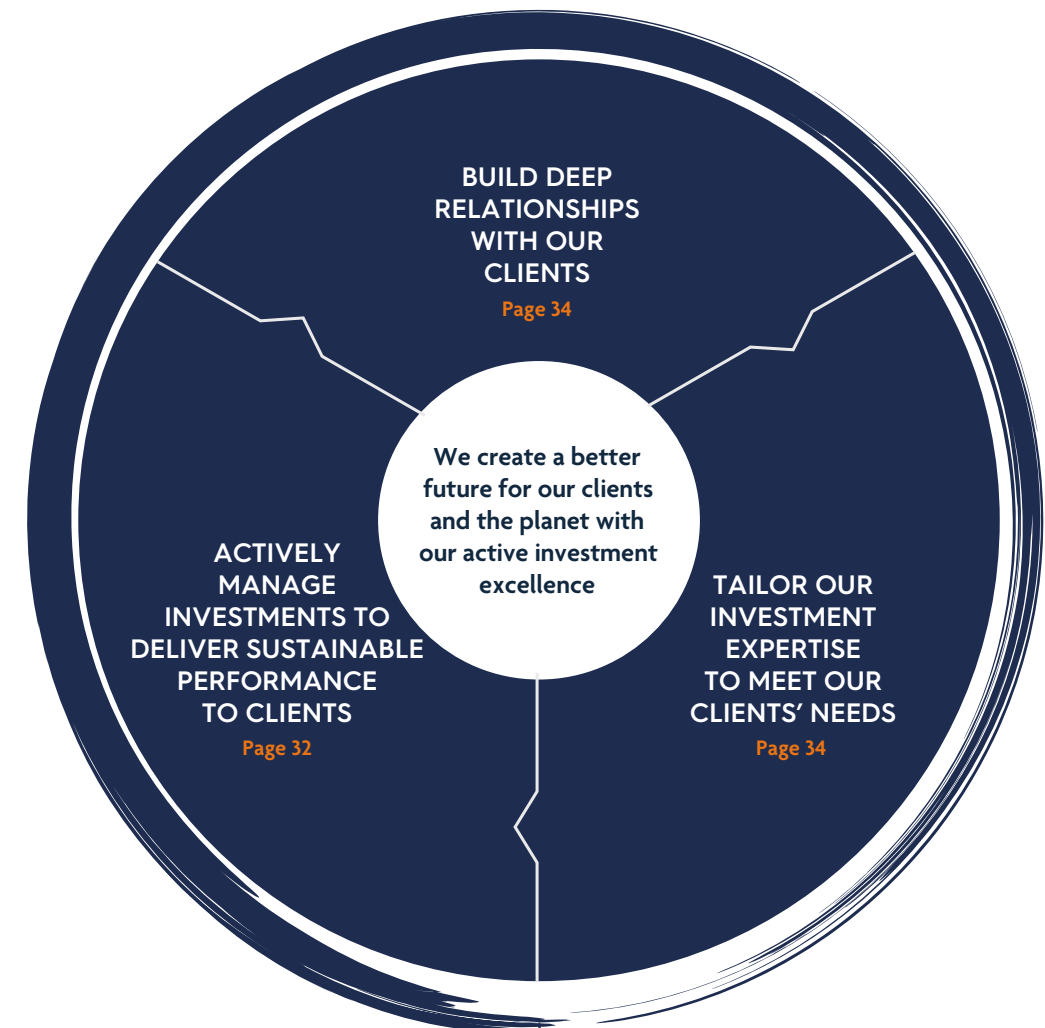 BUILD DEEP
RELATIONSHIPS
WITH OUR
CLIENTS
Page 34
We create a better
future for our clients
and the planet with
our active investment
excellence
ACTIVELY
MANAGE
INVESTMENTS TO
DELIVER SUSTAINABLE
PERFORMANCE
TO CLIENTS
Page 32
TAILOR OUR
INVESTMENT
EXPERTISE
TO MEET OUR
CLIENTS’ NEEDS
Page 34